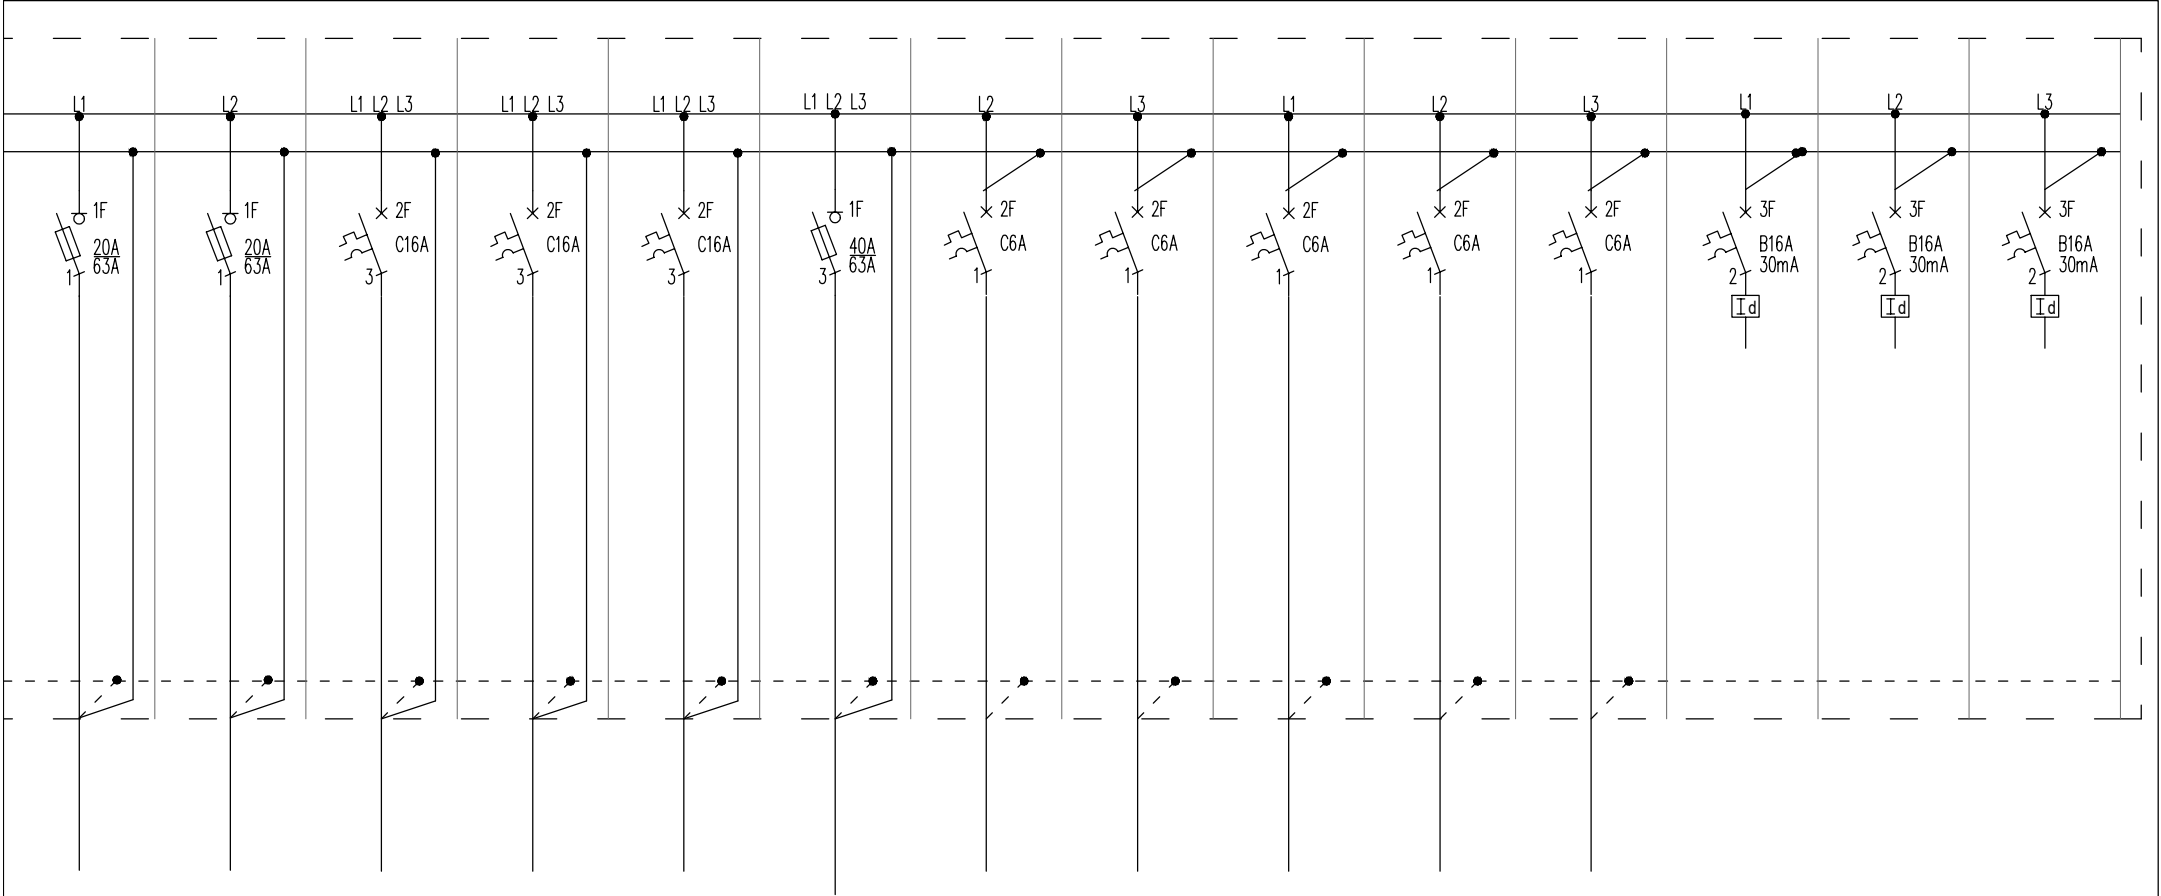 L1
1F
20A
63A
1
L2
1F
20A
63A
1
L1 L2 L3
2F
C16A
3
L1 L2 L3
2F
C16A
3
L1 L2 L3
2F
C16A
3
L1 L2 L3
1F
40A
63A
3
L2
2F
C6A
1
L3
2F
C6A
1
L1
2F
C6A
1
L2
2F
C6A
1
L3
2F
C6A
1
L1
3F
B16A
30mA
2
Id
L2
3F
B16A
30mA
2
Id
L3
3F
B16A
30mA
2
Id